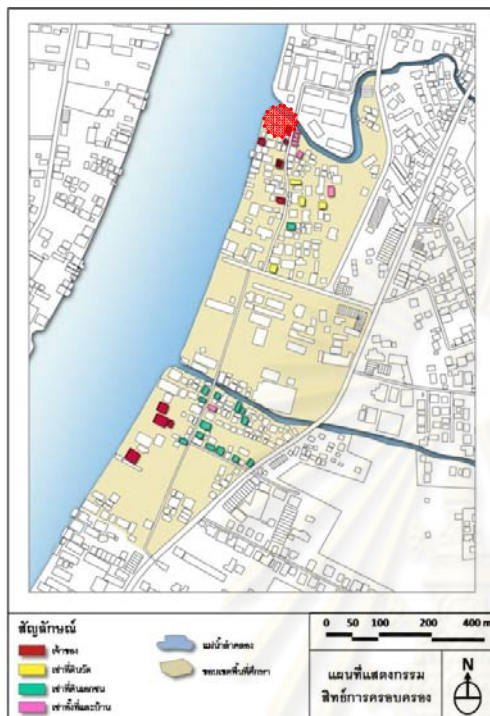 สัญลักษณ์
เจ้าของ
เช่าที่ดินวัด
เช่าที่ดินเอกชน
เช่าทั้งที่และบ้าน
แม่น้ำลำคลอง
ขอบเขตพื้นที่ศึกษา
0 50 100 200 400 m
แผนที่แสดงกรรม
สิทธิ์การครอบครอง
N